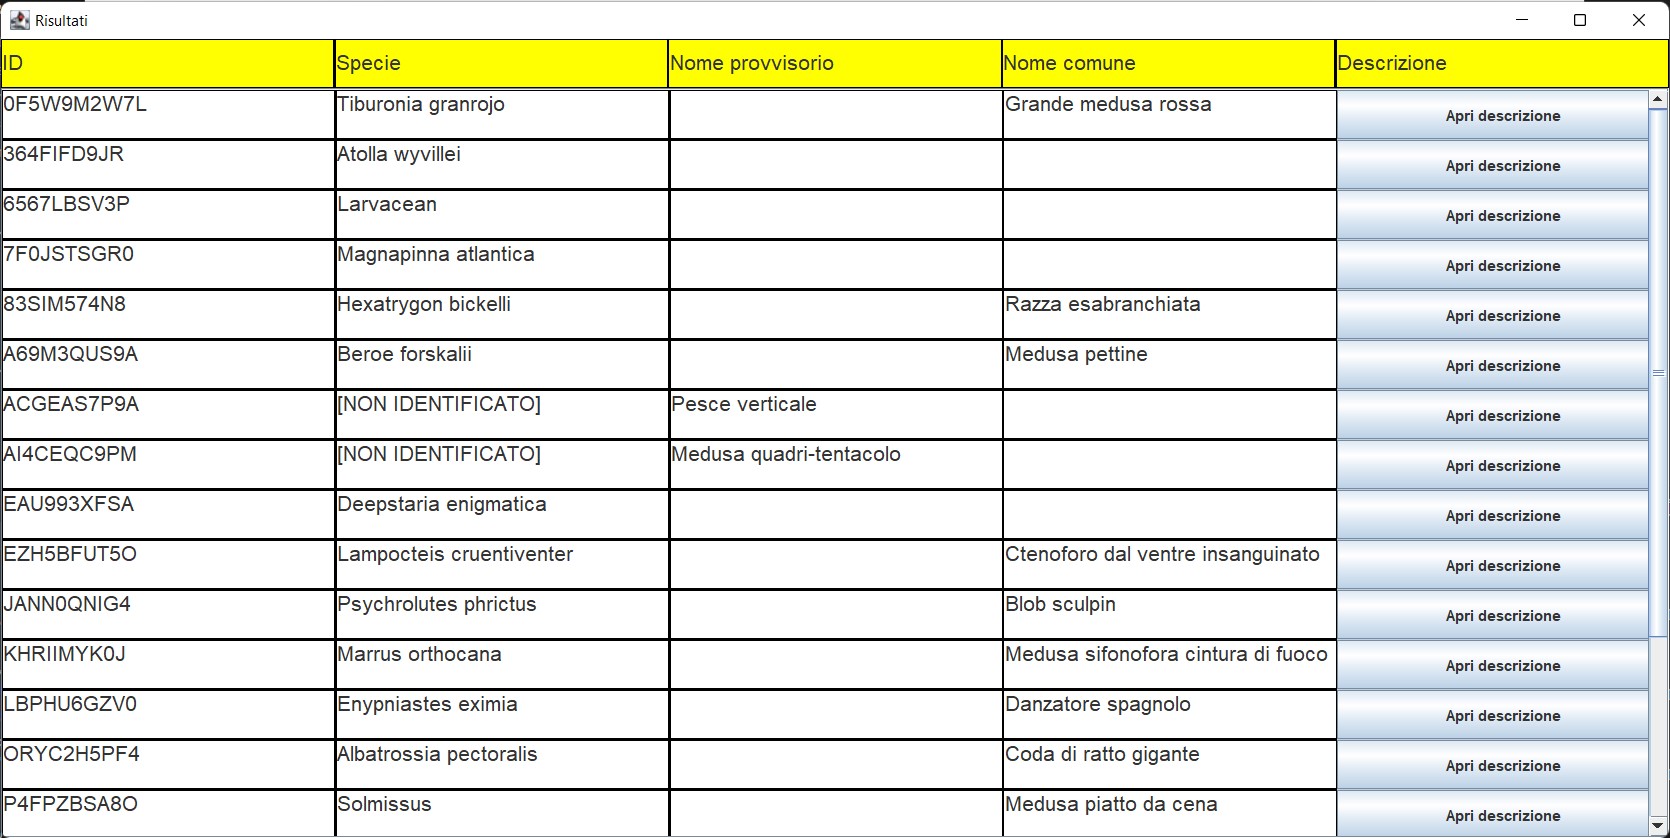 Risultati
ID Specie Nome provvisorio Nome comune Descrizione
0F5W9M2W7L Tiburonia granrojo Grande medusa rossa Apri descrizione
364FIFD9JR Atolla wyvillei Apri descrizione
6567LBSV3P Larvacean Apri descrizione
7F0JSTSGR0 Magnapinna atlantica Apri descrizione
83SIM574N8 Hexatrygon bickelli Razza esabranchiata Apri descrizione
A69M3QUS9A Beroe forskalii Medusa pettine Apri descrizione
ACGEAS7P9A [NON IDENTIFICATO] Pesce verticale Apri descrizione
AI4CEQC9PM [NON IDENTIFICATO] Medusa quadri-tentacolo Apri descrizione
EAU993XFSA Deepstaria enigmatica Apri descrizione
EZH5BFUT5O Lampocteis cruentiventer Ctenoforo dal ventre insanguinato Apri descrizione
JANN0QNIG4 Psychrolutes phrictus Blob sculpin Apri descrizione
KHRIIMYK0J Marrus orthocana Medusa sifonofora cintura di fuoco Apri descrizione
LBPHU6GZV0 Enypniastes eximia Danzatore spagnolo Apri descrizione
ORYC2H5PF4 Albatrossia pectoralis Coda di ratto gigante Apri descrizione
P4FPZBSA8O Solmissus Medusa piatto da cena Apri descrizione